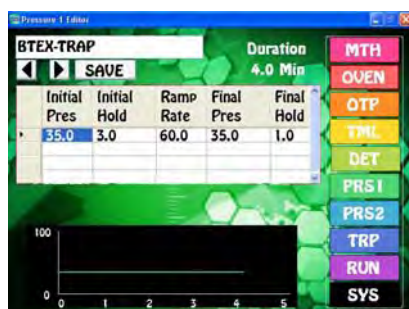 Pressure 1 Editor
BTEX-TRAP
Duration
SAVE
4.0 Min
Initial Pres Initial Hold Ramp Rate Final Pres Final Hold
35.0 3.0 60.0 35.0 1.0
100
0
0 1 2 3 4 5
MTH
OVEN
OTP
TML
DET
PRS1
PRS2
TRP
RUN
SYS